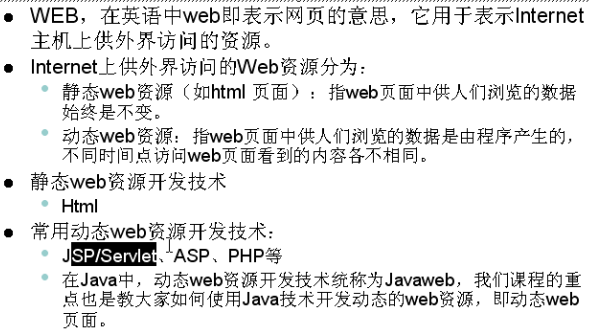 WEB，在英语中web即表示网页的意思，它用于表示Internet
主机上供外界访问的资源。
Internet上供外界访问的Web资源分为：
静态web资源（如html 页面）：指web页面中供人们浏览的数据
始终是不变。
动态web资源：指web页面中供人们浏览的数据是由程序产生的，
不同时间点访问web页面看到的内容各不相同。
静态web资源开发技术
Html
常用动态web资源开发技术：
JSP/Servlet、ASP、PHP等
在Java中，动态web资源开发技术统称为Javaweb，我们课程的重
点也是教大家如何使用Java技术开发动态的web资源，即动态web
页面。